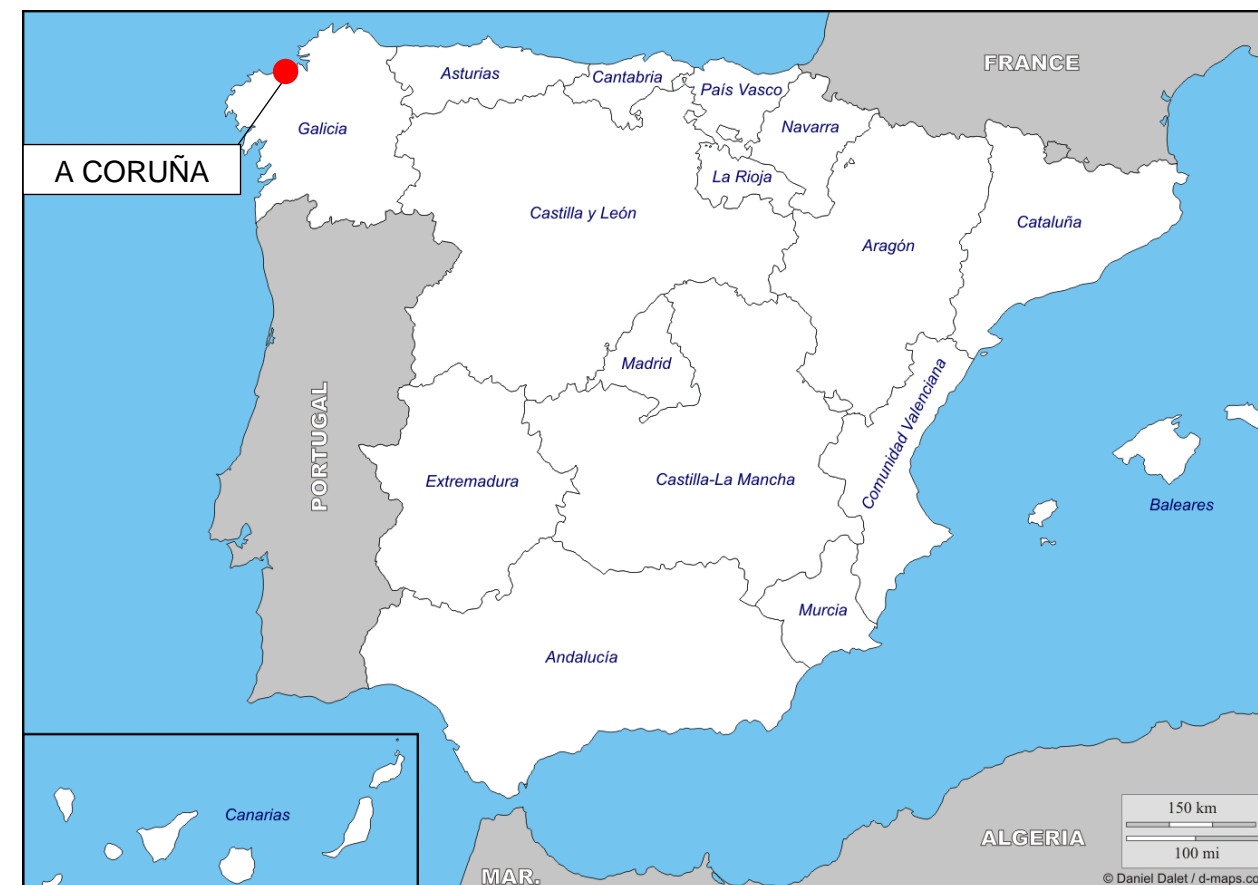 FRANCE
Asturias
Cantabria
País Vasco
Navarra
Galicia
A CORUÑA
La Rioja
Castilla y León
Cataluña
Aragón
Madrid
Comunidad Valenciana
PORTUGAL
Extremadura
Castilla-La Mancha
Baleares
Murcia
Andalucía
Canarias
150 km
100 mi
ALGERIA
MAR.
© Daniel Dalet / d-maps.co